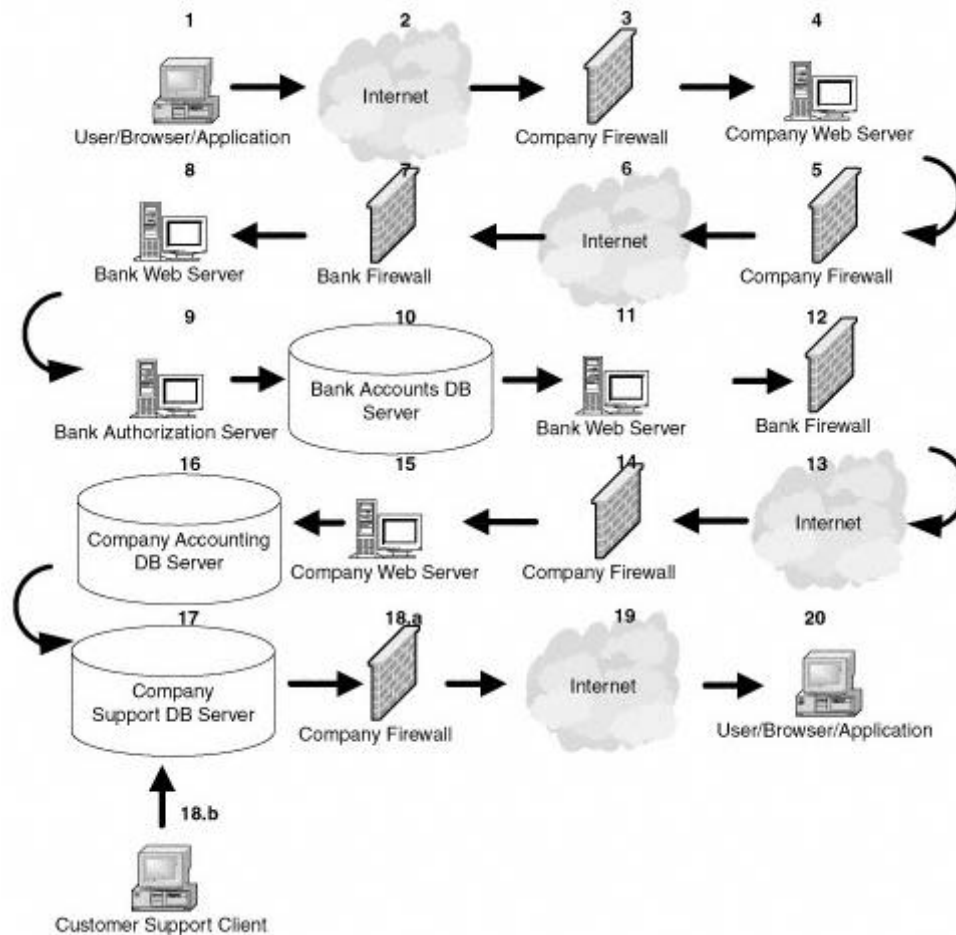 1 2 3 4
Internet
User/Browser/Application Company Firewall Company Web Server
8 7 6 5
Internet
Bank Web Server Bank Firewall Company Firewall
9 10 11 12
Bank Accounts DB
Server
Bank Authorization Server Bank Web Server Bank Firewall
16 15 14 13
Company Accounting
DB Server
Internet
Company Web Server Company Firewall
17 18.a 19 20
Company
Support DB Server
Internet
Company Firewall User/Browser/Application
18.b
Customer Support Client